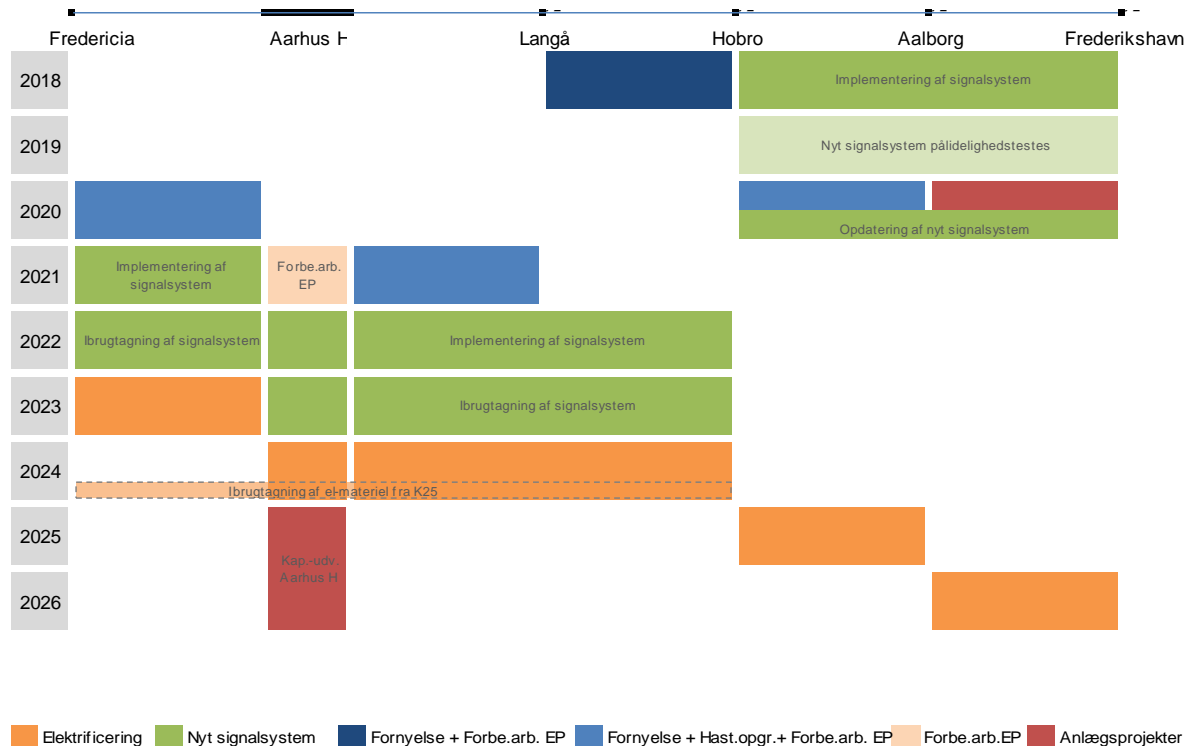 Fredericia Aarhus H Langå Hobro Aalborg Frederikshavn
2018 Implementering af signalsystem
2019 Nyt signalsystem pålidelighedstestes
2020
Opdatering af nyt signalsystem
2021
Implementering af
signalsystem
Forbe.arb.
EP
2022 Ibrugtagning af signalsystem Implementering af signalsystem
2023 Ibrugtagning af signalsystem
2024
Ibrugtagning af el-materiel fra K25
2025
Kap.-udv.
Aarhus H
2026
Elektrificering Nyt signalsystem Fornyelse + Forbe.arb. EP Fornyelse + Hast.opgr.+ Forbe.arb. EP Forbe.arb.EP Anlægsprojekter